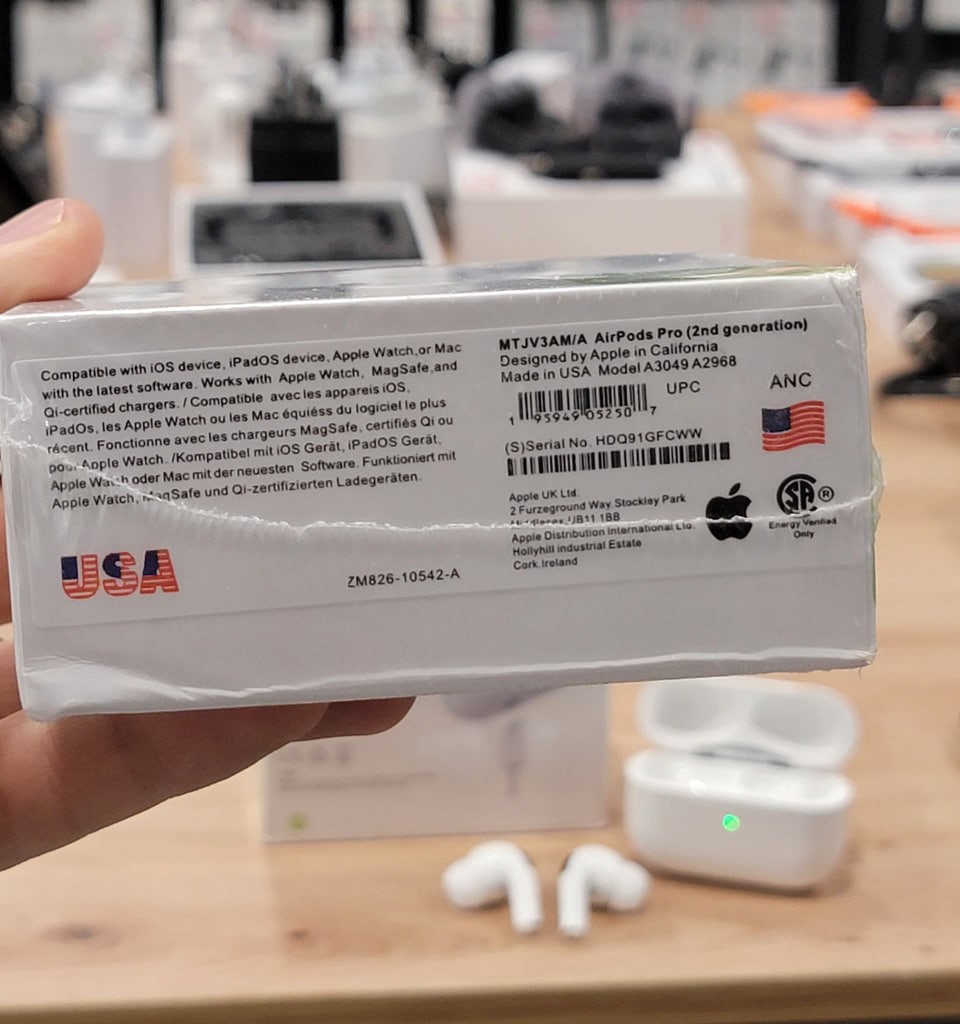 Compatible with iOS device, iPadOS device, Apple Watch,or Mac
with the latest software. Works with Apple Watch, MagSafe,and
Qi-certified chargers. / Compatible avec les appareis iOS,
iPadOs, les Apple Watch ou les Mac équiéss du logiciel le plus
récent. Fonctionne avec les chargeurs MagSafe, certifiés Qi ou
pour Apple Watch. /Kompatibel mit iOS Gerät, iPadOS Gerät,
Apple Watch oder Mac mit der neuesten Software. Funktioniert mit
Apple Watch, MagSafe und Qi-zertifizierten Ladegeräten.
USA
ZM826-10542-A
MTJV3AM/A AirPods Pro (2nd generation)
Designed by Apple in California
Made in USA Model A3049 A2968
UPC
1 95949 05250 7
(S)Serial No. HDQ91GFCWW
Apple UK Ltd.
2 Furzeground Way Stockley Park
Middlesex UB11 1BB
Apple Distribution International Ltd.
Hollyhill industrial Estate
Cork,Ireland
ANC
SA ®
Energy Verified
Only